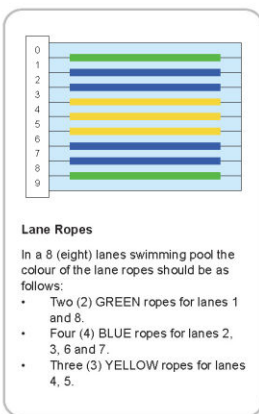 0
1
2
3
4
5
6
7
8
9
Lane Ropes
In a 8 (eight) lanes swimming pool the
colour of the lane ropes should be as
follows:
• Two (2) GREEN ropes for lanes 1
and 8.
• Four (4) BLUE ropes for lanes 2,
3, 6 and 7.
• Three (3) YELLOW ropes for lanes
4, 5.